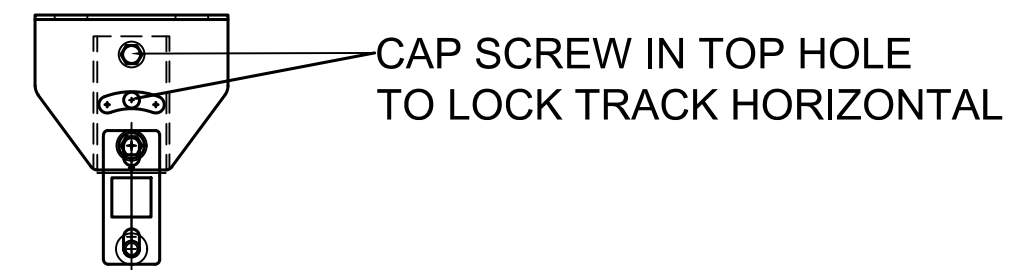 CAP SCREW IN TOP HOLE
TO LOCK TRACK HORIZONTAL